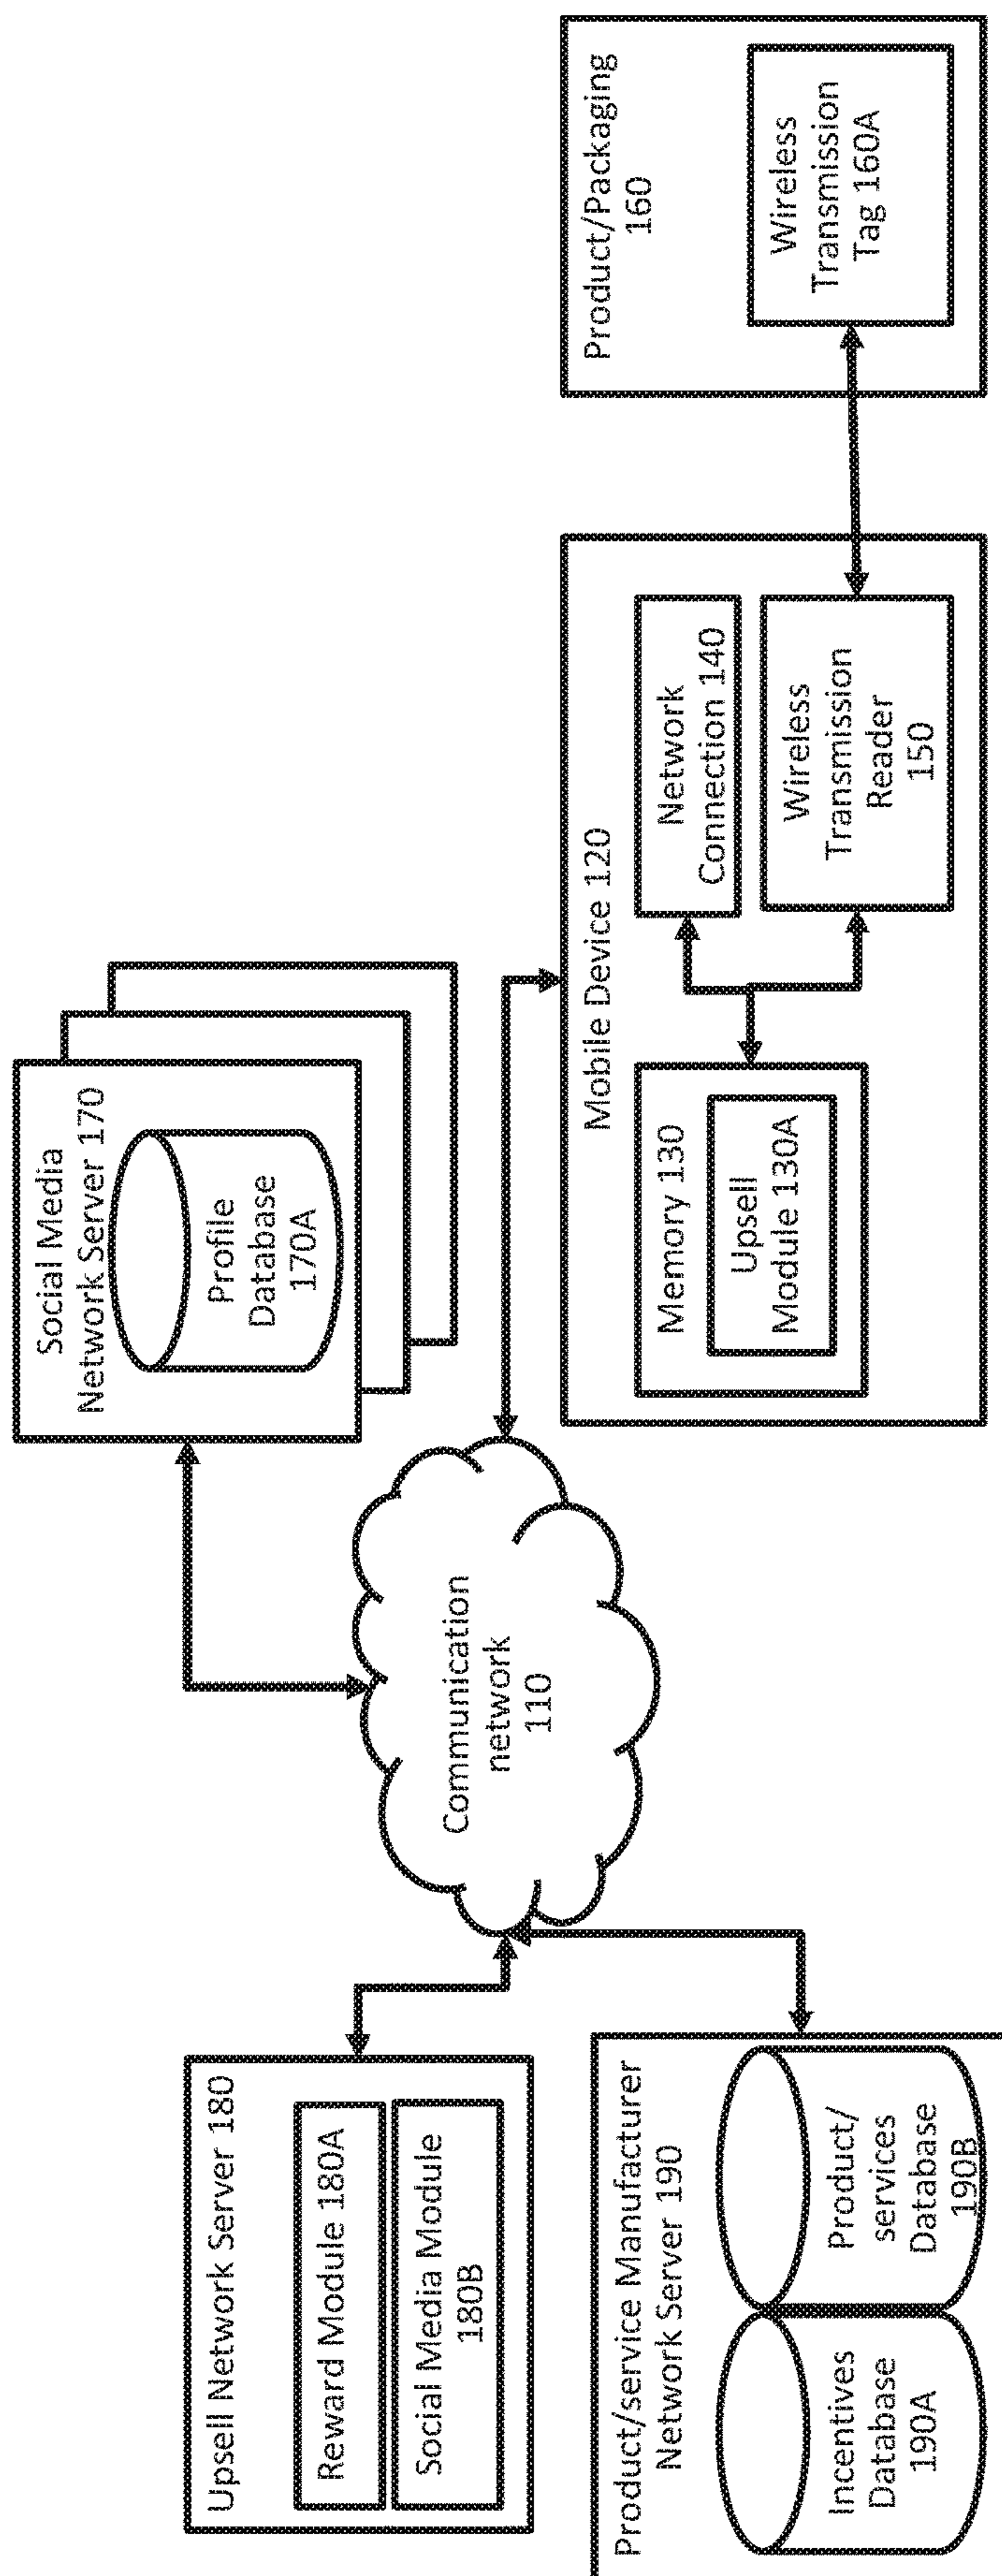 Upsell Network Server 180
Reward Module 180A
Social Media Module
180B
Product/service Manufacturer
Network Server 190
Incentives
Database
190A
Product/
services
Database
190B
Communication
network
110
Social Media
Network Server 170
Profile
Database
170A
Mobile Device 120
Memory 130
Upsell
Module 130A
Network
Connection 140
Wireless
Transmission
Reader
150
Product/Packaging
160
Wireless
Transmission
Tag 160A